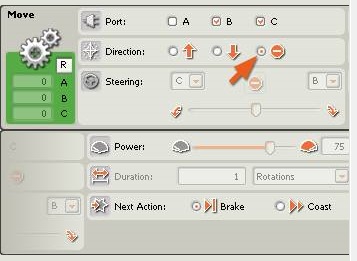 Move
Port: A B C
Direction:
R
0 A
0 B
0 C
Steering: C B
C
Power: 75
Duration: 1 Rotations
B
Next Action: Brake Coast